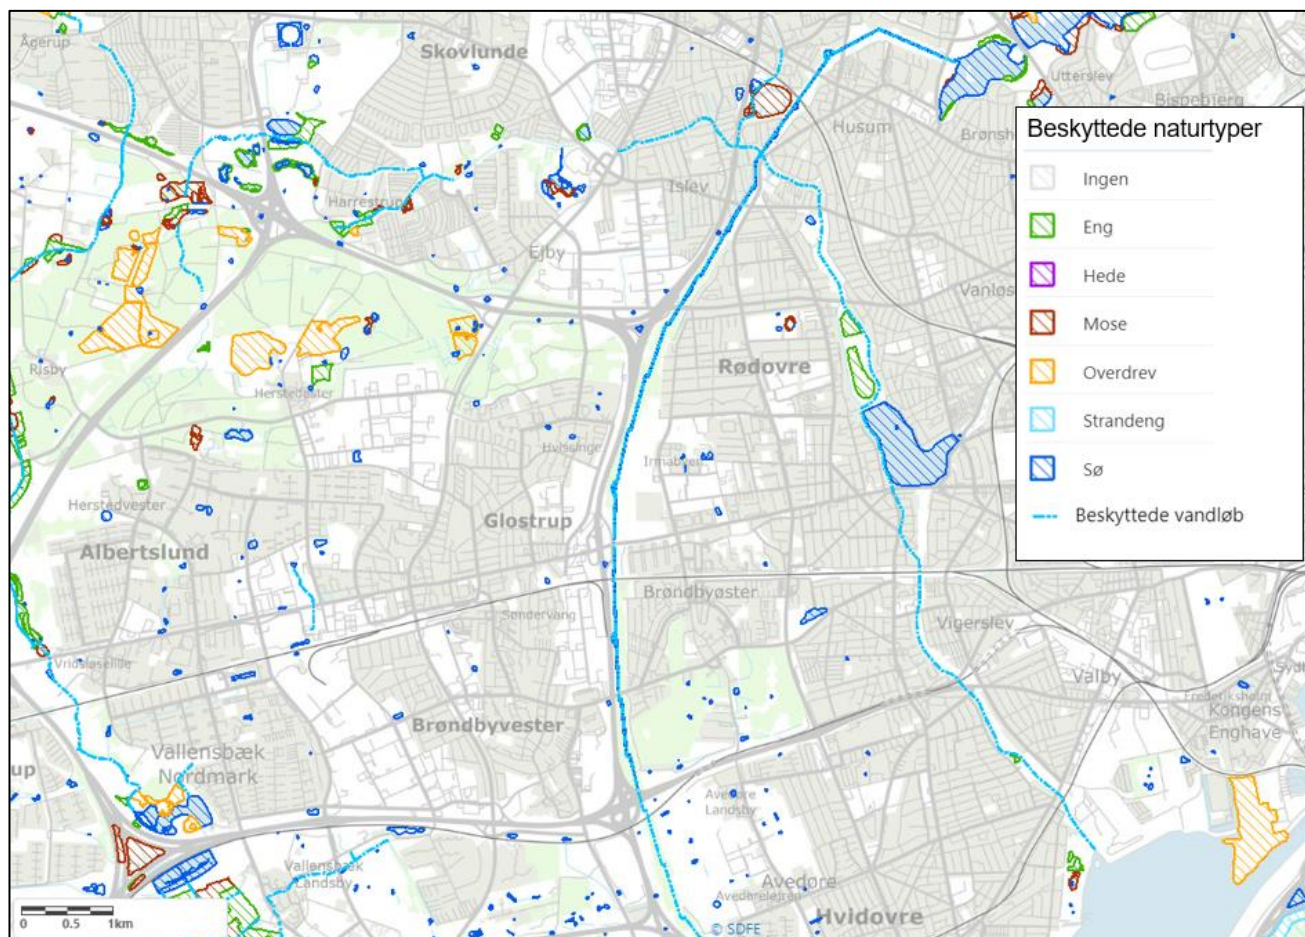 Ågerup
Skovlunde
Utterslev
Bispebjerg
Husum
Brønsh
Islev
Harrestrup
Ejby
Vanløs
Rødovre
Risby
Herstedøster
Hvissinge
Irmabyen
Herstedvester
Glostrup
Albertslund
Brøndbyøster
Søndervang
Vigerslev
Vridsløselille
Valby
Syd
Frederiksholm
Kongens
Enghave
Brøndbyvester
Vallensbæk
Nordmark
up
Avedøre
Landsby
Vallensbæk
Landsby
Avedøre
Avedørelejren
Hvidovre
0 0.5 1km
© SDFE
Beskyttede naturtyper
Ingen
Eng
Hede
Mose
Overdrev
Strandeng
Sø
Beskyttede vandløb